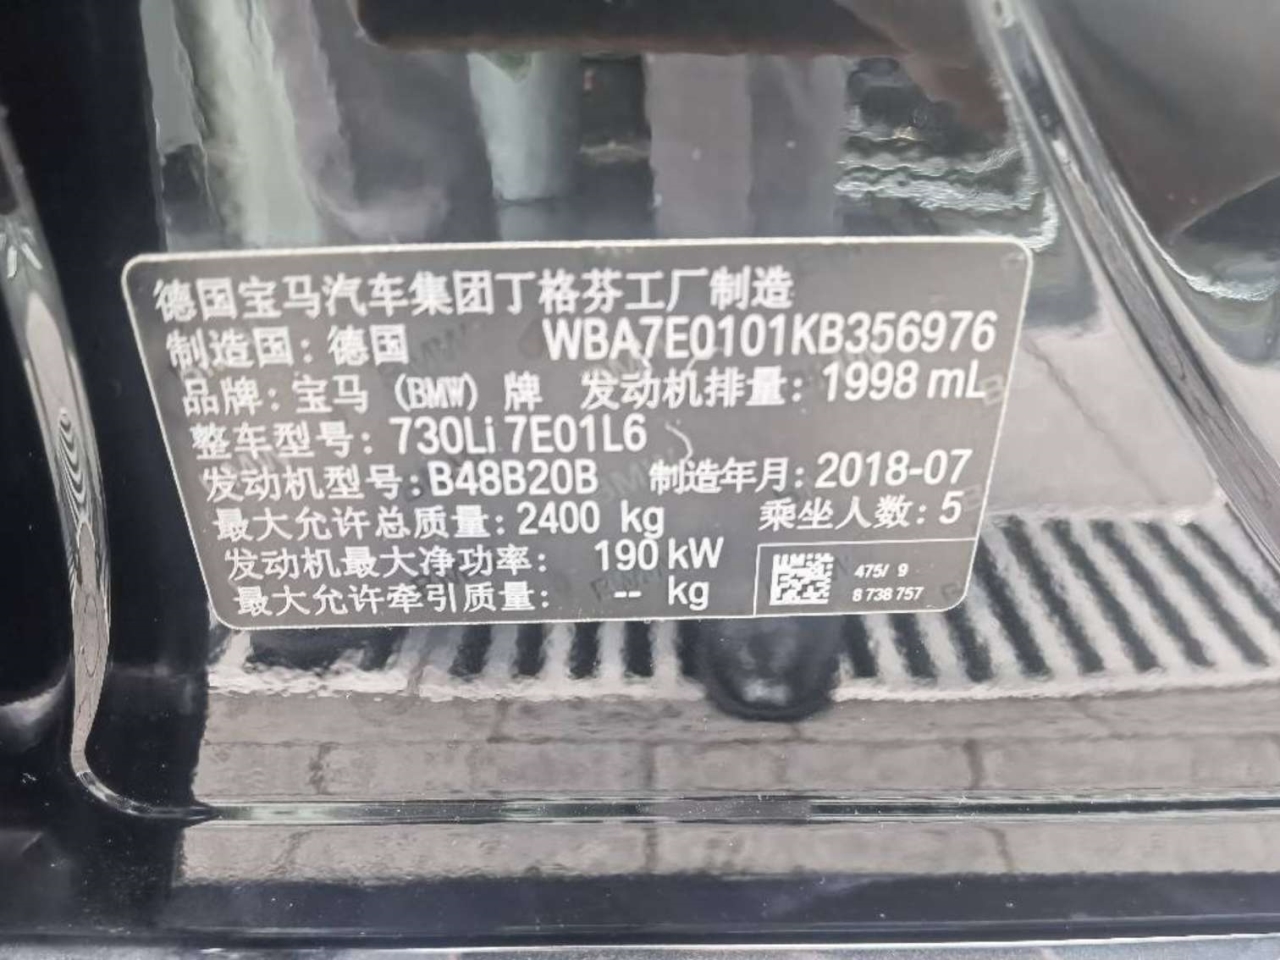 德国宝马汽车集团丁格芬工厂制造
制造国：德国 WBA7E0101KB356976
品牌：宝马（BMW）牌 发动机排量：1998 mL
整车型号：730Li 7E01L6
发动机型号：B48B20B 制造年月：2018-07
最大允许总质量：2400 kg 乘坐人数：5
发动机最大净功率： 190 kW
最大允许牵引质量： -- kg
475/ 9
8 738 757